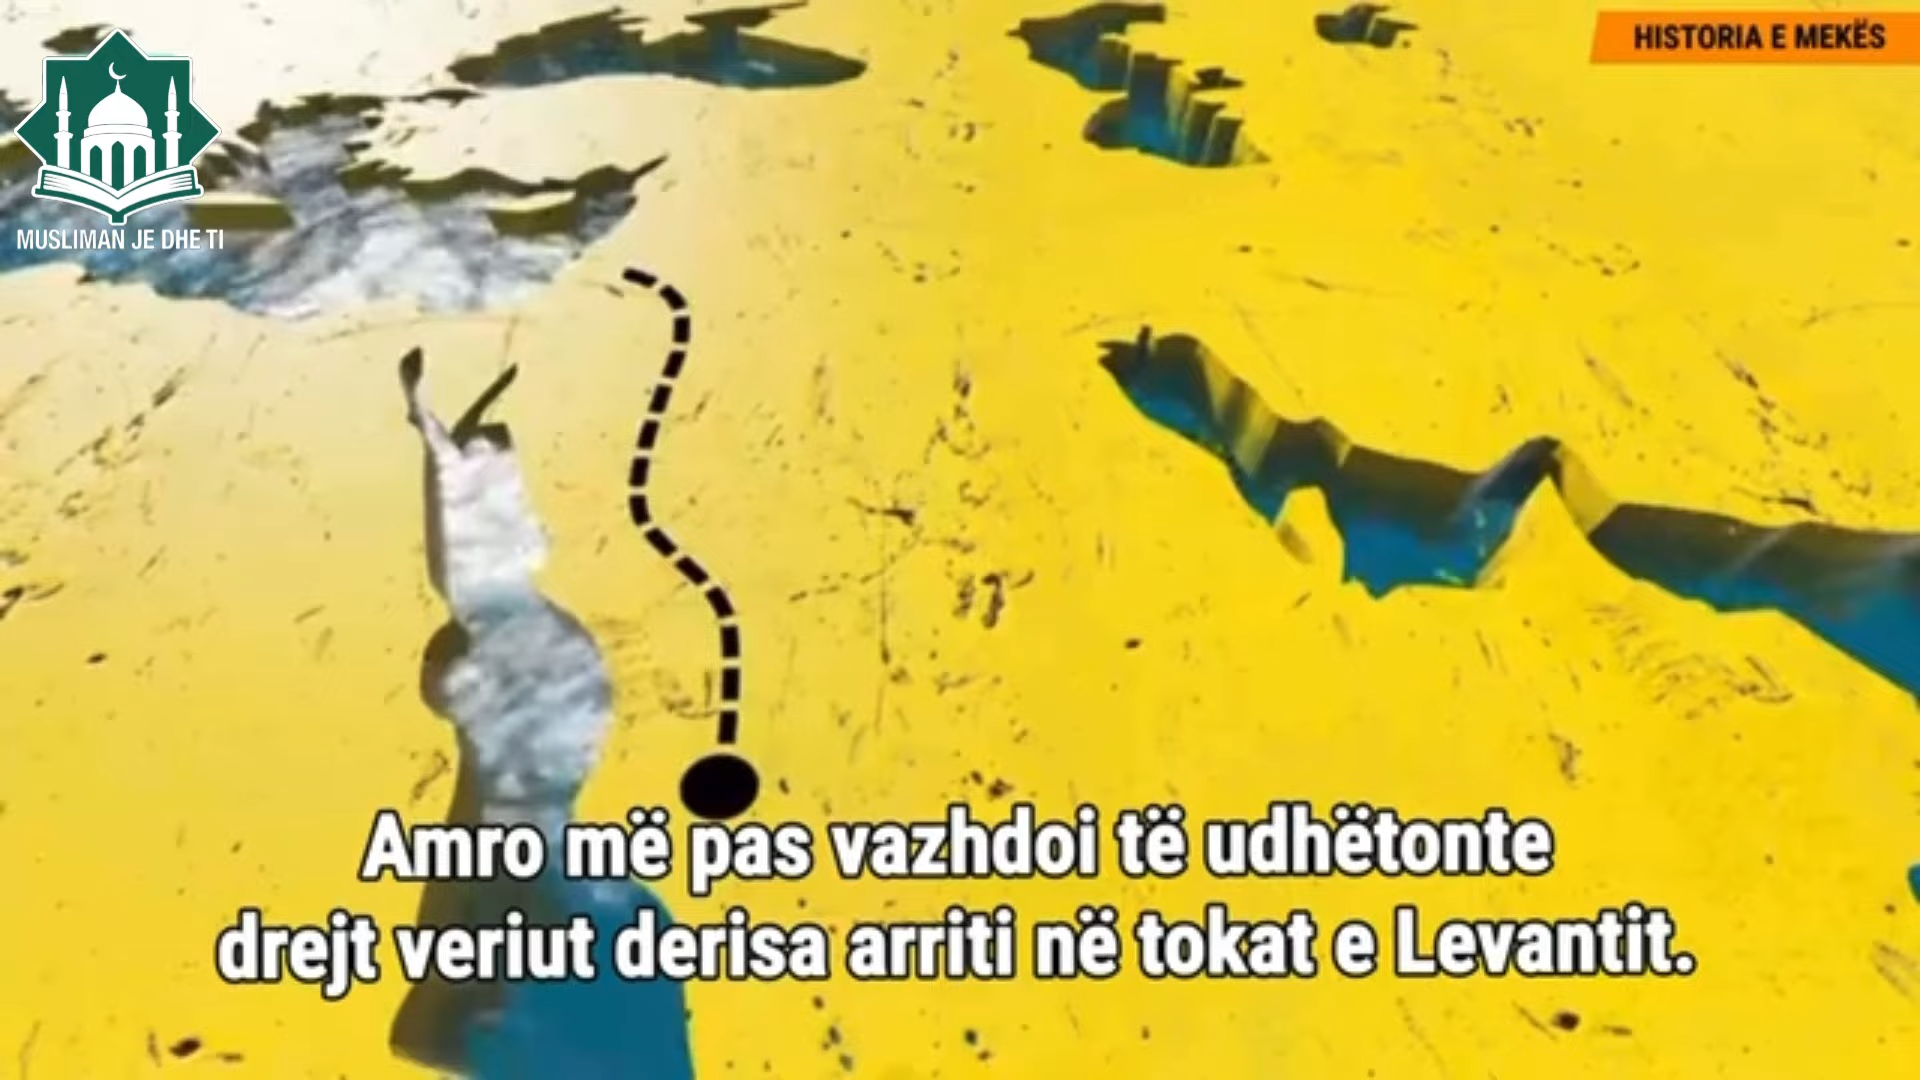 HISTORIA E MEKËS
MUSLIMAN JE DHE TI
Amro më pas vazhdoi të udhëtonte
drejt veriut derisa arriti në tokat e Levantit.